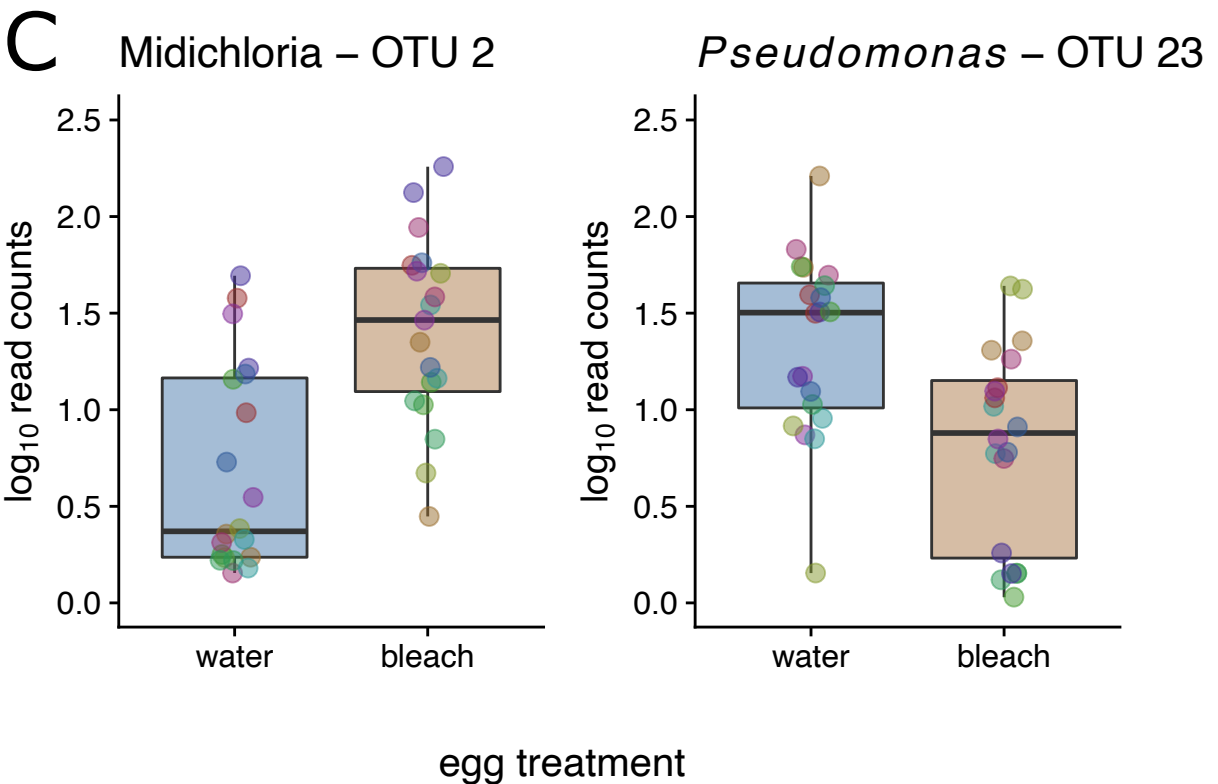 C
Midichloria – OTU 2
Pseudomonas – OTU 23
log10 read counts
2.5
2.0
1.5
1.0
0.5
0.0
water
bleach
log10 read counts
2.5
2.0
1.5
1.0
0.5
0.0
water
bleach
egg treatment